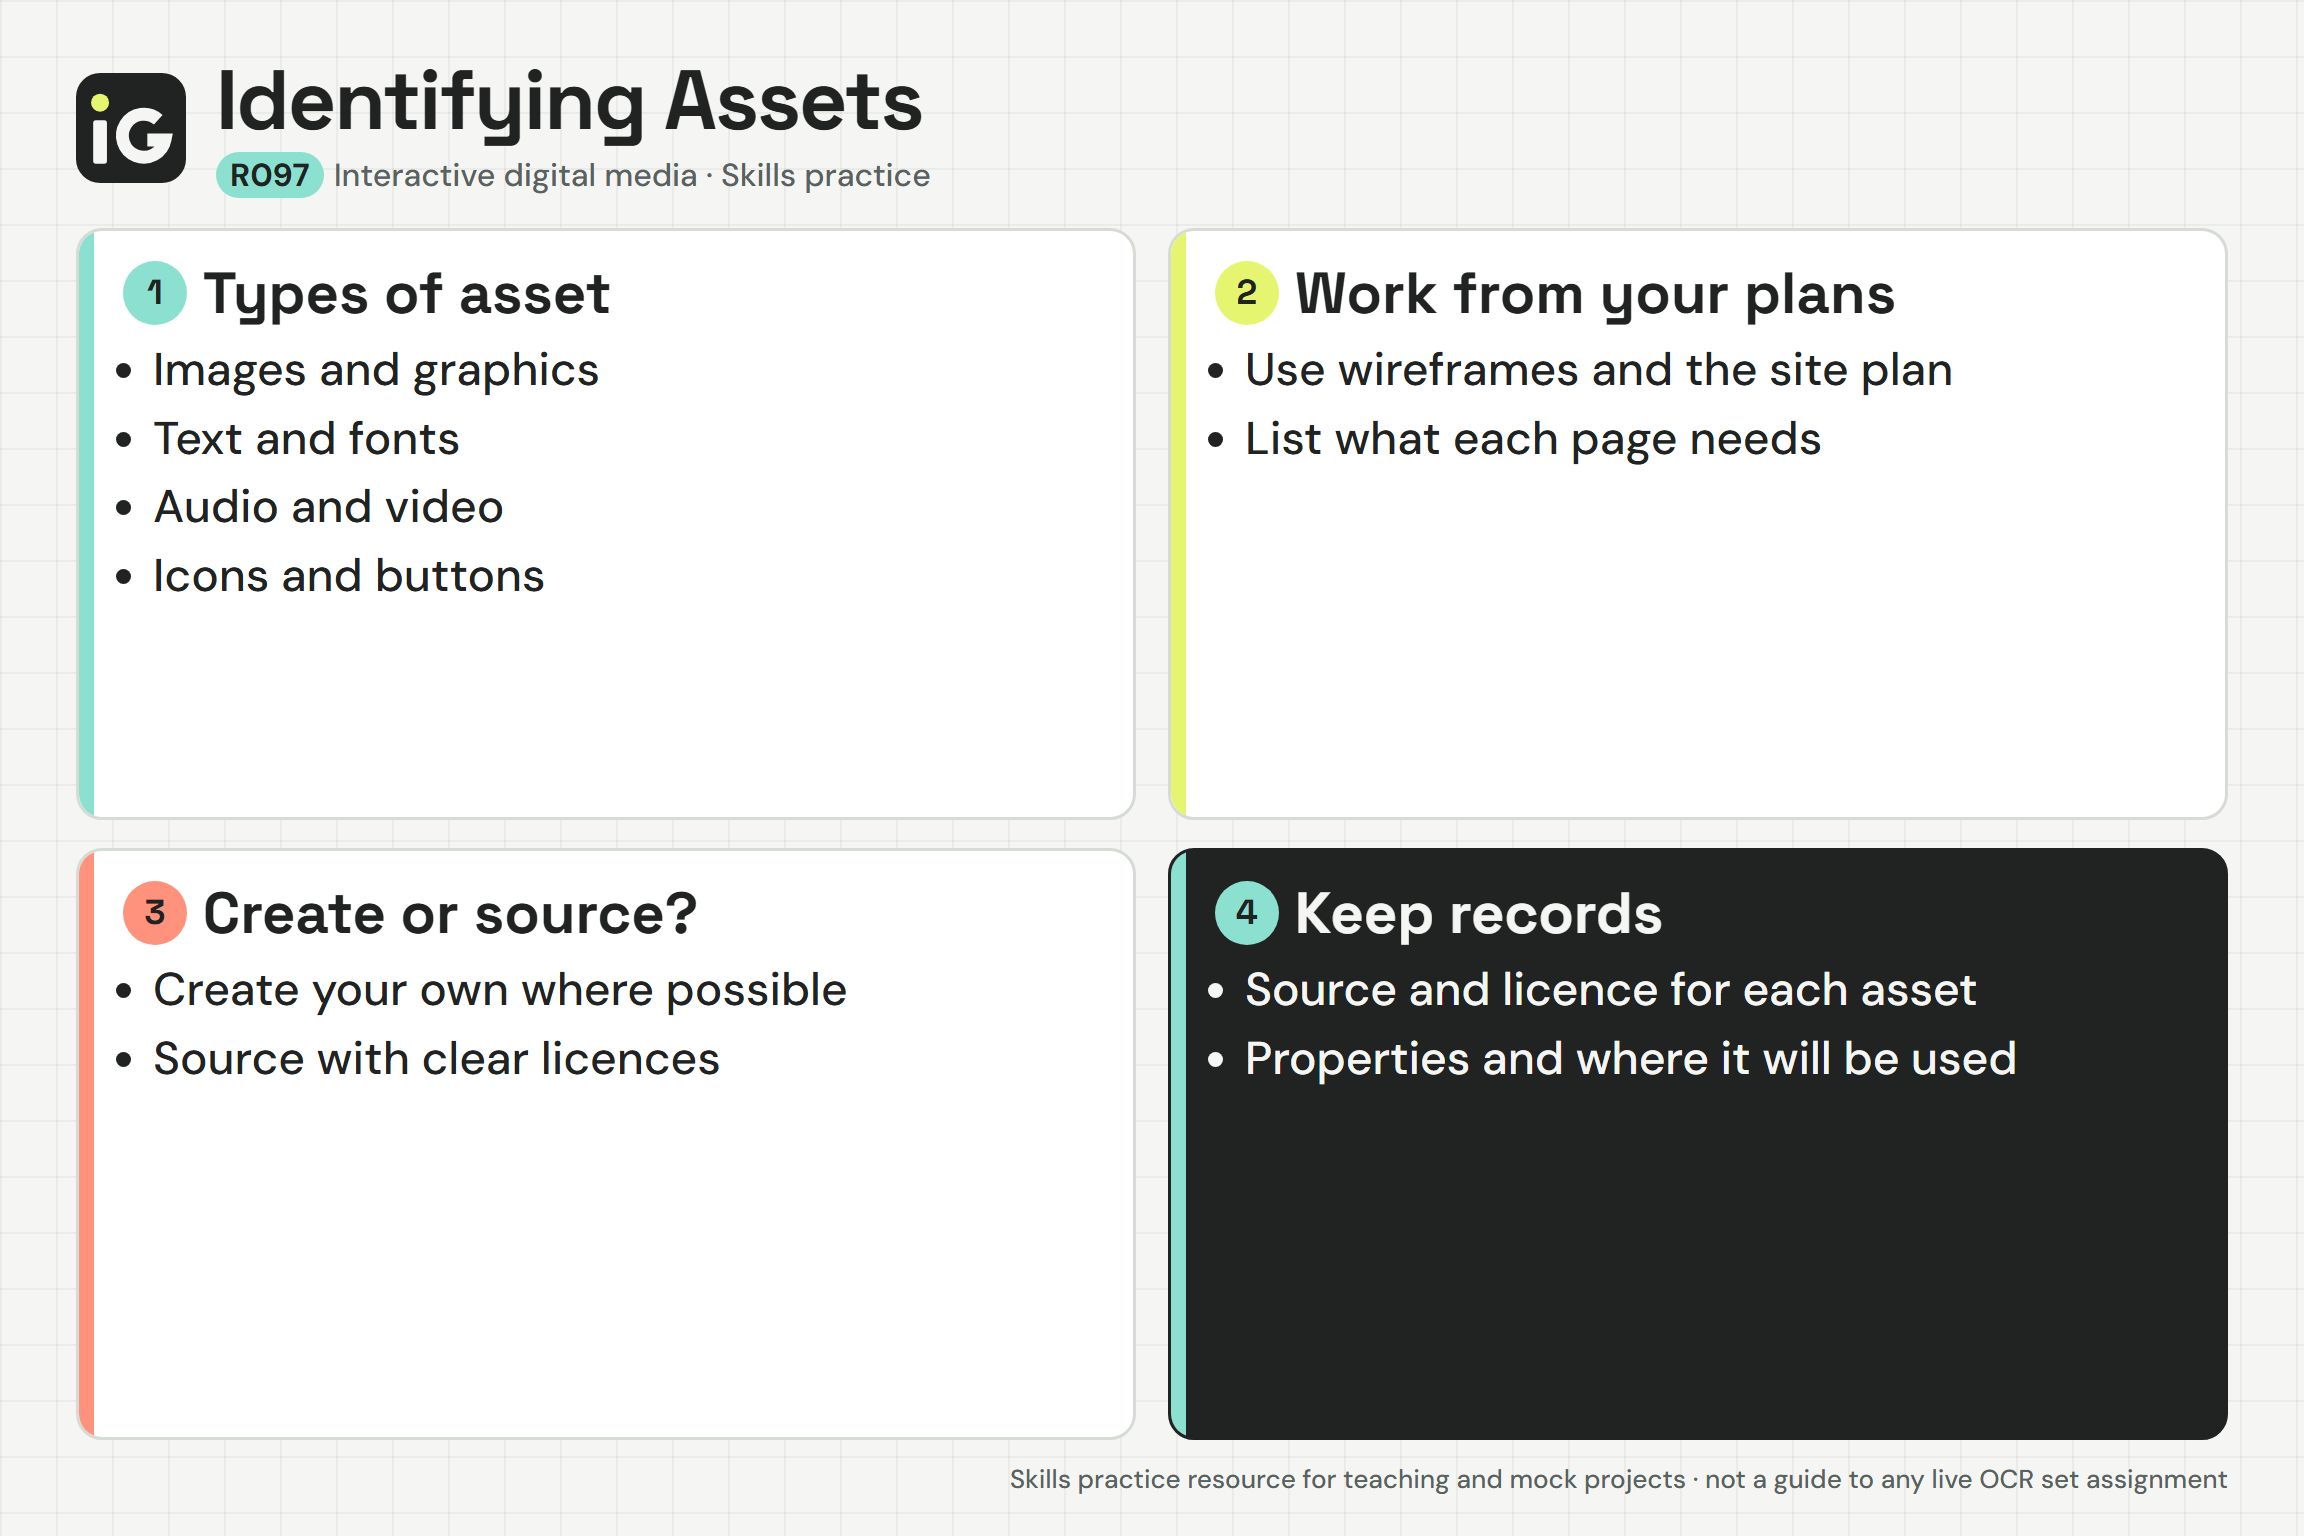 iG
Identifying Assets
R097 Interactive digital media · Skills practice
1 Types of asset
• Images and graphics
• Text and fonts
• Audio and video
• Icons and buttons
2 Work from your plans
• Use wireframes and the site plan
• List what each page needs
3 Create or source?
• Create your own where possible
• Source with clear licences
4 Keep records
• Source and licence for each asset
• Properties and where it will be used
Skills practice resource for teaching and mock projects · not a guide to any live OCR set assignment